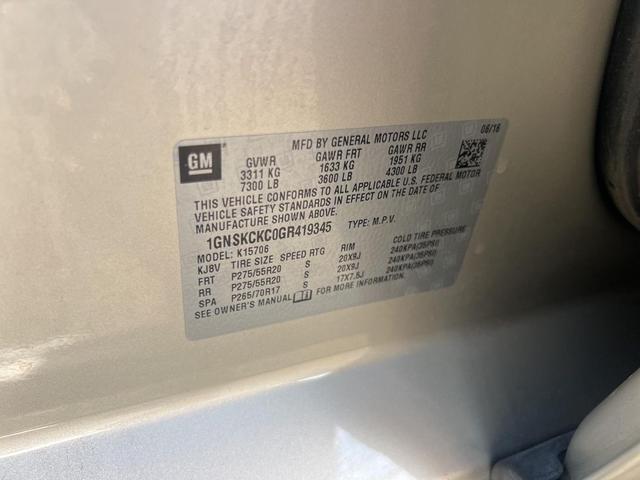 GM
MFD BY GENERAL MOTORS LLC 06/16
GVWR GAWR FRT GAWR RR
3311 KG 1633 KG 1951 KG
7300 LB 3600 LB 4300 LB
THIS VEHICLE CONFORMS TO ALL APPLICABLE U.S. FEDERAL MOTOR
VEHICLE SAFETY STANDARDS IN EFFECT ON THE DATE OF
MANUFACTURE SHOWN ABOVE.
1GNSKCKC0GR419345 TYPE: M.P.V.
MODEL: K15706
KJ8V TIRE SIZE SPEED RTG RIM COLD TIRE PRESSURE
FRT P275/55R20 S 20X9J 240KPA(35PSI)
RR P275/55R20 S 20X9J 240KPA(35PSI)
SPA P265/70R17 S 17X7.5J 240KPA(35PSI)
SEE OWNER'S MANUAL